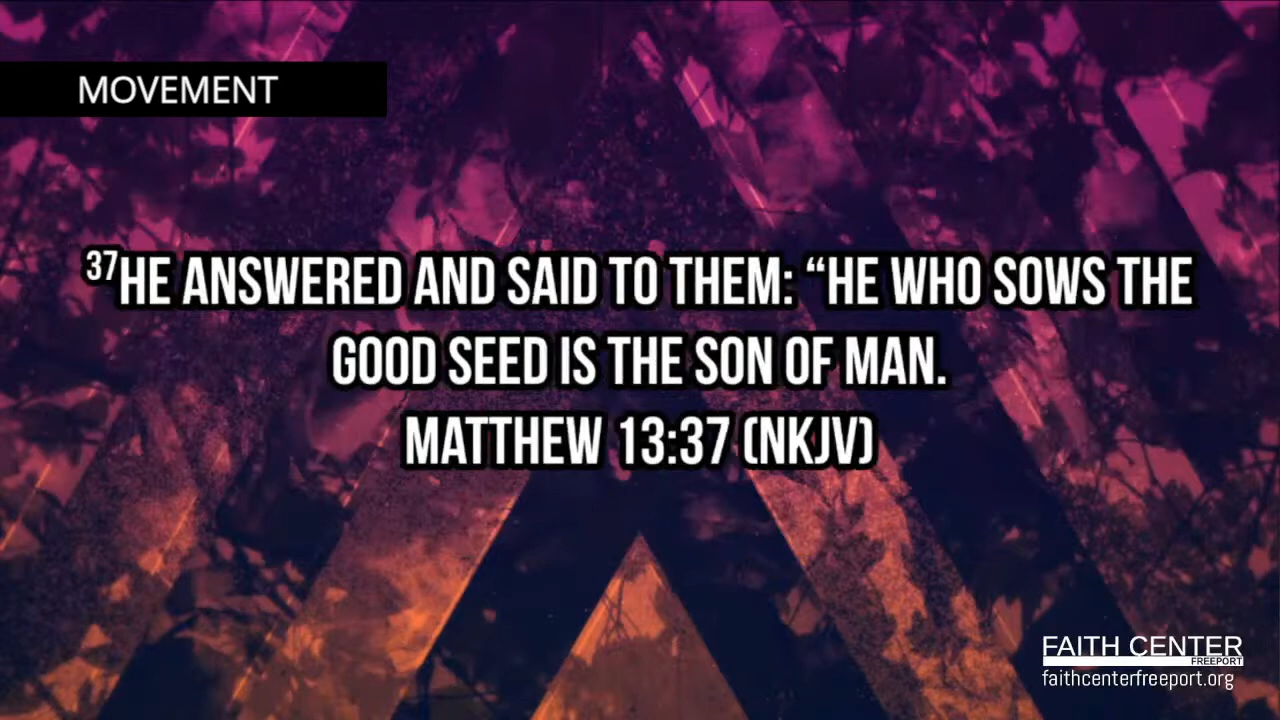 MOVEMENT
37HE ANSWERED AND SAID TO THEM: “HE WHO SOWS THE
GOOD SEED IS THE SON OF MAN.
MATTHEW 13:37 (NKJV)
FAITH CENTER
FREEPORT
faithcenterfreeport.org